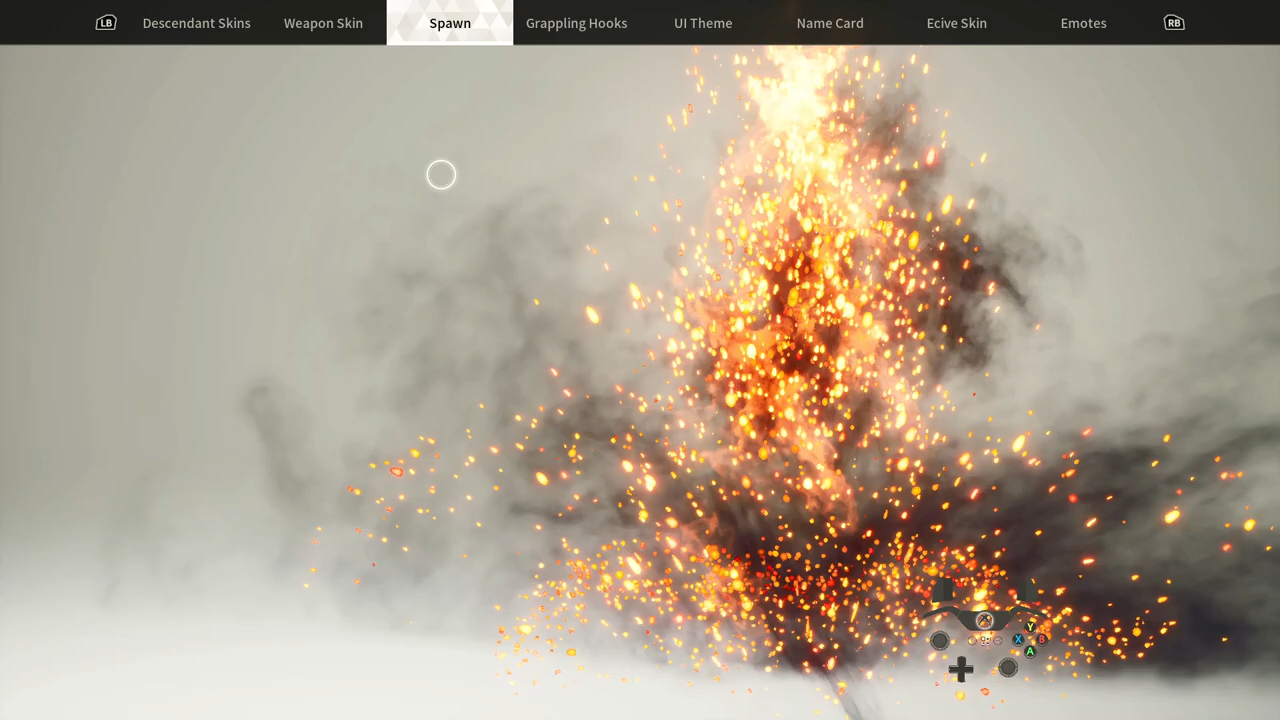 LB Descendant Skins Weapon Skin Spawn Grappling Hooks UI Theme Name Card Ecive Skin Emotes RB
Y
X B
A